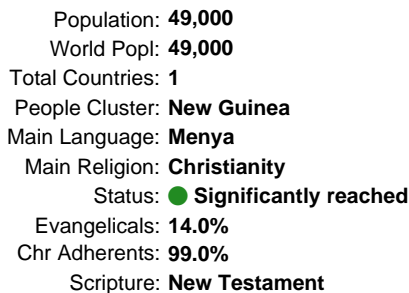 Population: 49,000
World Popl: 49,000
Total Countries: 1
People Cluster: New Guinea
Main Language: Menya
Main Religion: Christianity
Status: Significantly reached
Evangelicals: 14.0%
Chr Adherents: 99.0%
Scripture: New Testament